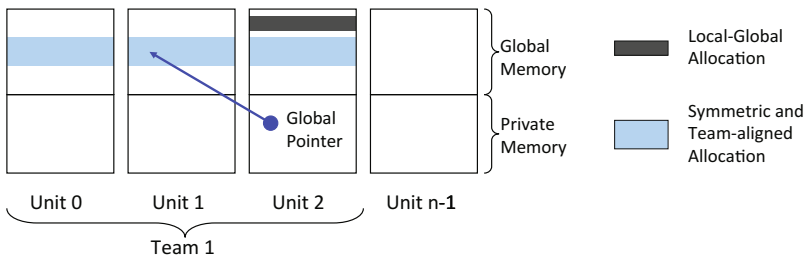 Global
Memory
Private
Memory
Global
Pointer
Local-Global
Allocation
Symmetric and
Team-aligned
Allocation
Unit 0
Unit 1
Unit 2
Unit n-1
Team 1